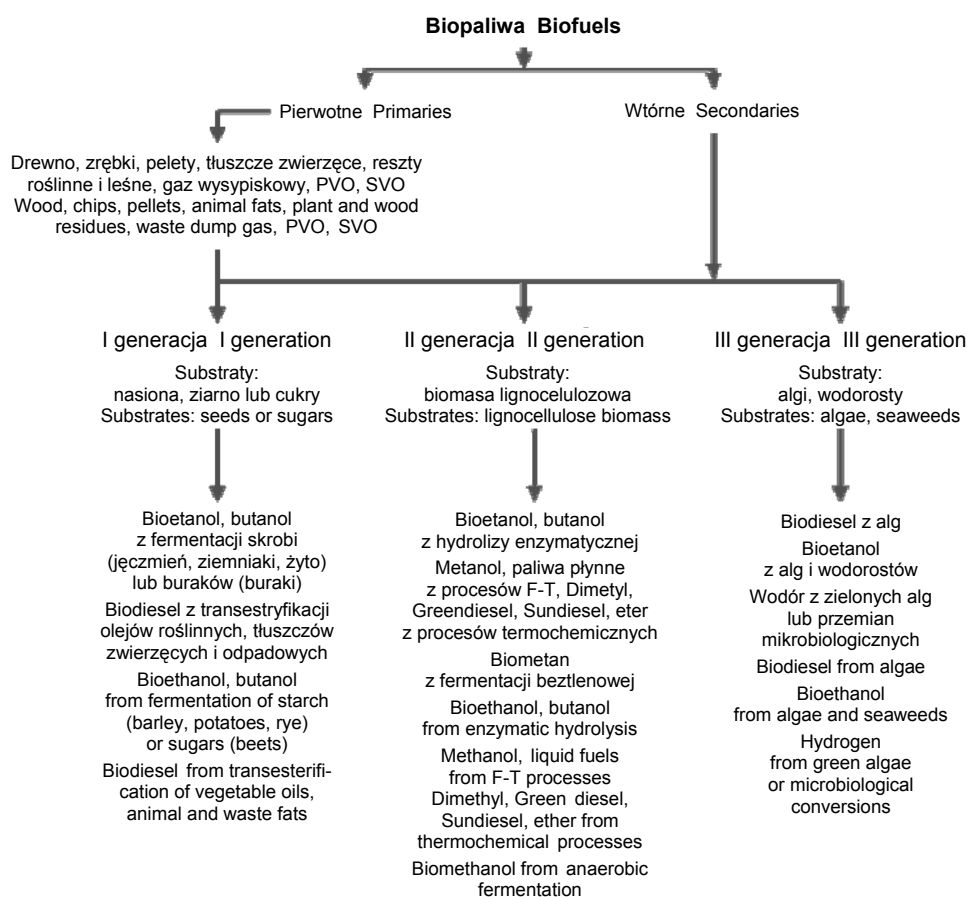 Biopaliwa Biofuels
Pierwotne Primaries
Wtórne Secondaries
Drewno, zrębki, pelety, tłuszcze zwierzęce, reszty
roślinne i leśne, gaz wysypiskowy, PVO, SVO
Wood, chips, pellets, animal fats, plant and wood
residues, waste dump gas, PVO, SVO
I generacja I generation
Substraty:
nasiona, ziarno lub cukry
Substrates: seeds or sugars
Bioetanol, butanol
z fermentacji skrobi
(jęczmień, ziemniaki, żyto)
lub buraków (buraki)
Biodiesel z transestryfikacji
olejów roślinnych, tłuszczów
zwierzęcych i odpadowych
Bioethanol, butanol
from fermentation of starch
(barley, potatoes, rye)
or sugars (beets)
Biodiesel from transesterifi-
cation of vegetable oils,
animal and waste fats
II generacja II generation
Substraty:
biomasa lignocelulozowa
Substrates: lignocellulose biomass
Bioetanol, butanol
z hydrolizy enzymatycznej
Metanol, paliwa płynne
z procesów F-T, Dimetyl,
Greendiesel, Sundiesel, eter
z procesów termochemicznych
Biometan
z fermentacji beztlenowej
Bioethanol, butanol
from enzymatic hydrolysis
Methanol, liquid fuels
from F-T processes
Dimethyl, Green diesel,
Sundiesel, ether from
thermochemical processes
Biomethanol from anaerobic
fermentation
III generacja III generation
Substraty:
algi, wodorosty
Substrates: algae, seaweeds
Biodiesel z alg
Bioetanol
z alg i wodorostów
Wodór z zielonych alg
lub przemian
mikrobiologicznych
Biodiesel from algae
Bioethanol
from algae and seaweeds
Hydrogen
from green algae
or microbiological
conversions